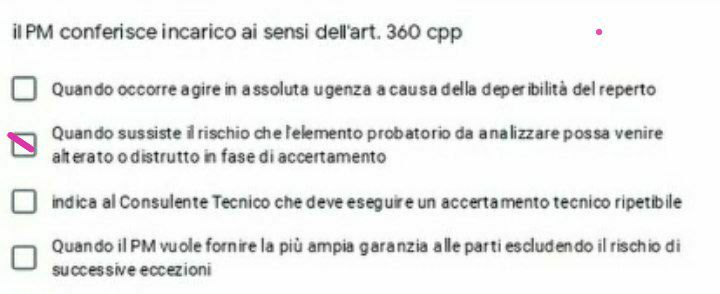 il PM conferisce incarico ai sensi dell'art. 360 cpp
Quando occorre agire in assoluta ugenza a causa della deperibilità del reperto
Quando sussiste il rischio che l'elemento probatorio da analizzare possa venire
alterato o distrutto in fase di accertamento
indica al Consulente Tecnico che deve eseguire un accertamento tecnico ripetibile
Quando il PM vuole fornire la più ampia garanzia alle parti escludendo il rischio di
successive eccezioni